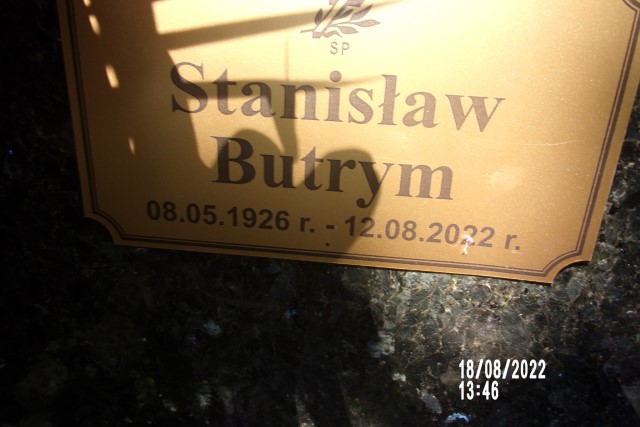 SP
Stanisław
Butrym
08.05.1926 r. - 12.08.2022 r.
18/08/2022
13:46